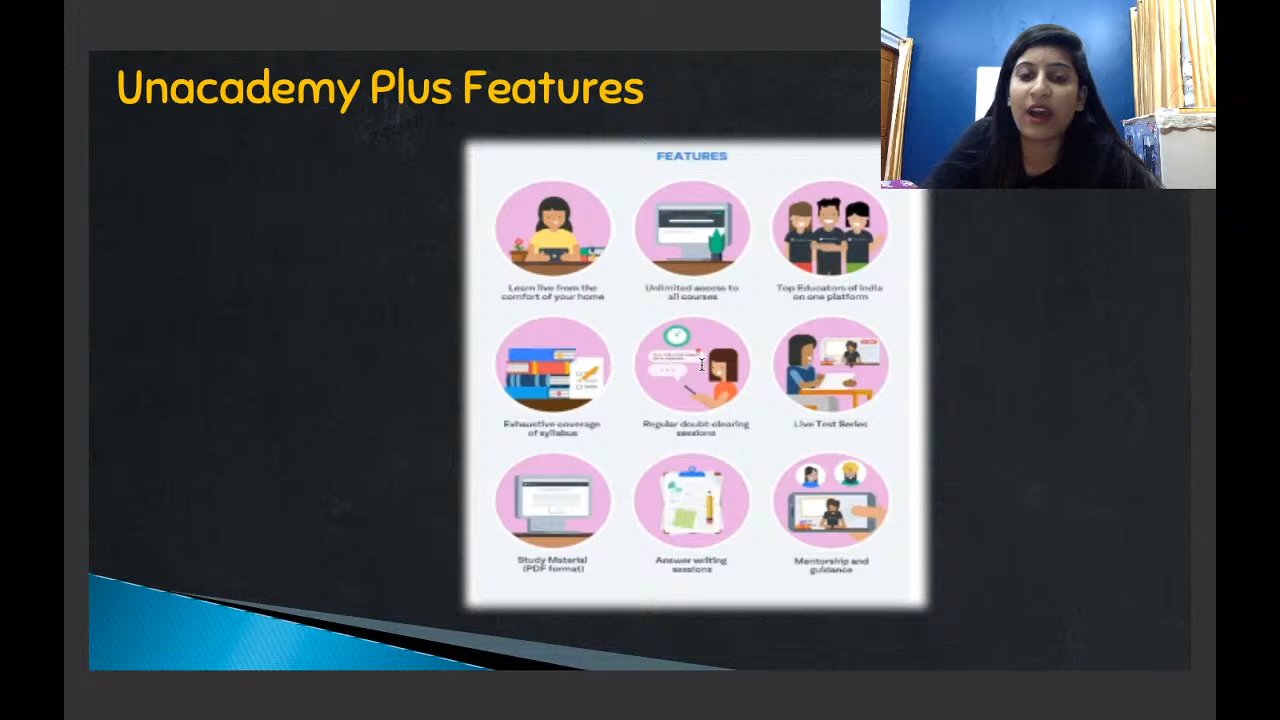 Unacademy Plus Features
FEATURES
Learn live from the
comfort of your home
Unlimited access to
all courses
Top Educators of India
on one platform
Exhaustive coverage
of syllabus
Regular doubt-clearing
sessions
Live Test Series
Study Material
(PDF format)
Answer writing
sessions
Mentorship and
guidance